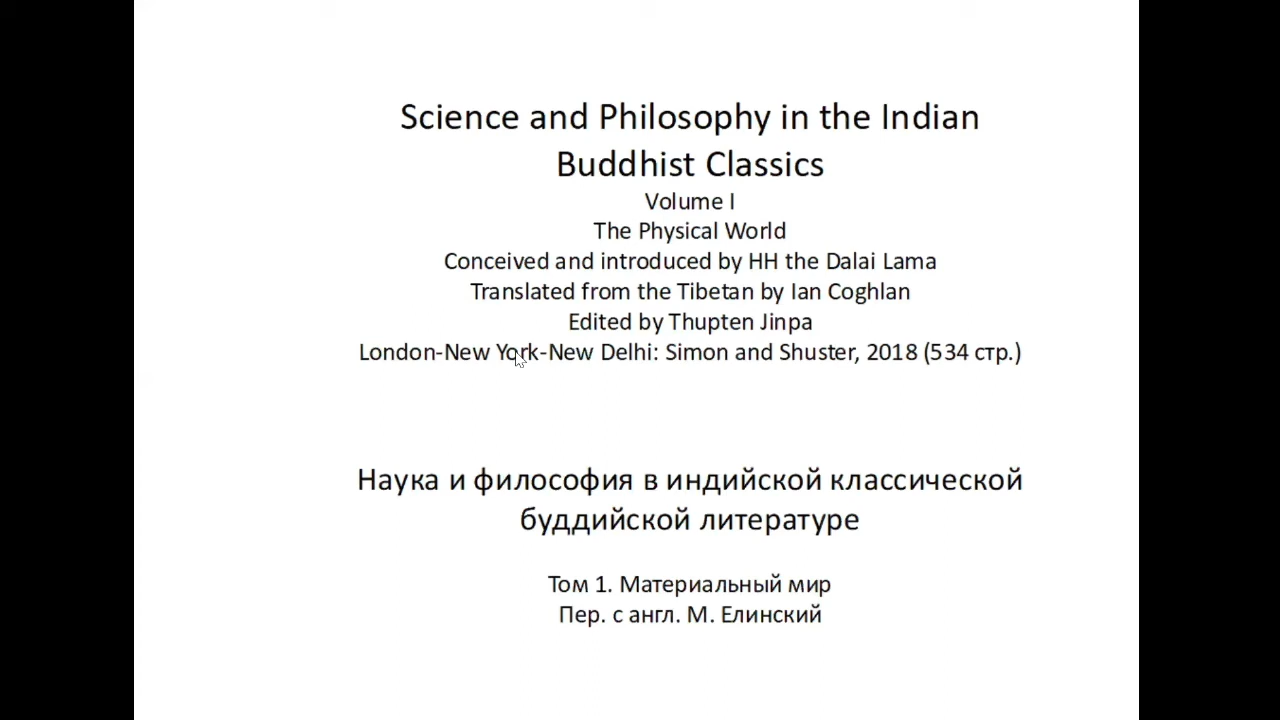 Science and Philosophy in the Indian
Buddhist Classics
Volume I
The Physical World
Conceived and introduced by HH the Dalai Lama
Translated from the Tibetan by Ian Coghlan
Edited by Thupten Jinpa
London-New York-New Delhi: Simon and Shuster, 2018 (534 стр.)
Наука и философия в индийской классической
буддийской литературе
Том 1. Материальный мир
Пер. с англ. М. Елинский